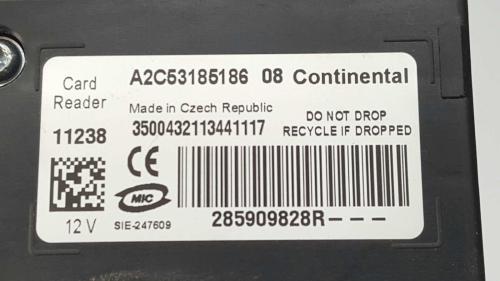 Card Reader
A2C53185186 08 Continental
Made in Czech Republic
11238
3500432113441117
DO NOT DROP
RECYCLE IF DROPPED
CE
MIC
12 V
SIE-247609
285909828R---